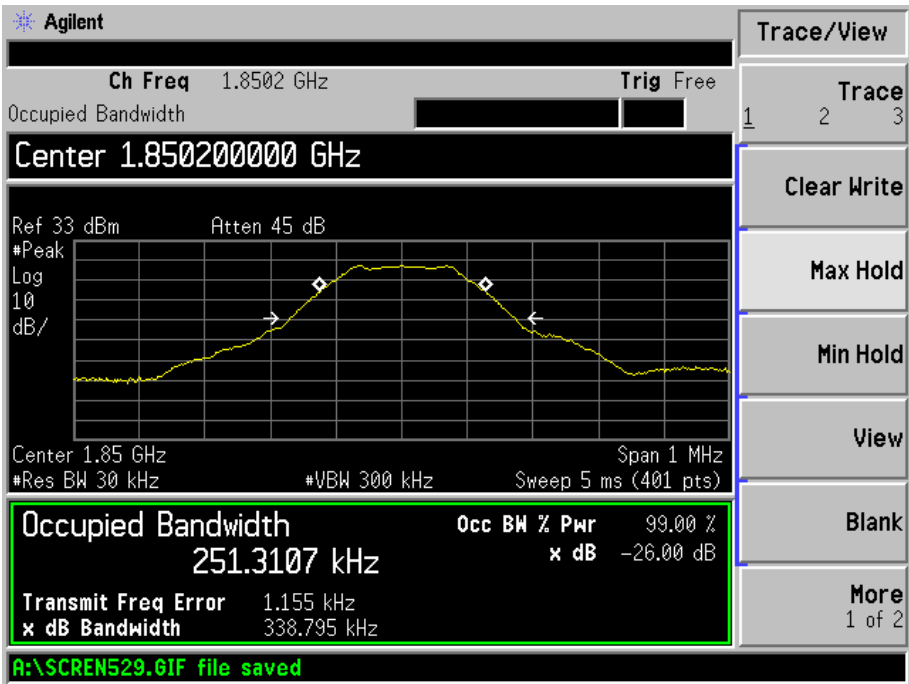 Agilent
Trace/View
Ch Freq 1.8502 GHz Trig Free
Occupied Bandwidth
Center 1.850200000 GHz
Ref 33 dBm Atten 45 dB
#Peak
Log
10
dB/
Center 1.85 GHz Span 1 MHz
#Res BW 30 kHz #VBW 300 kHz Sweep 5 ms (401 pts)
Occupied Bandwidth Occ BW % Pwr 99.00 %
251.3107 kHz x dB -26.00 dB
Transmit Freq Error 1.155 kHz
x dB Bandwidth 338.795 kHz
A:\SCREN529.GIF file saved
Trace
1 2 3
Clear Write
Max Hold
Min Hold
View
Blank
More
1 of 2